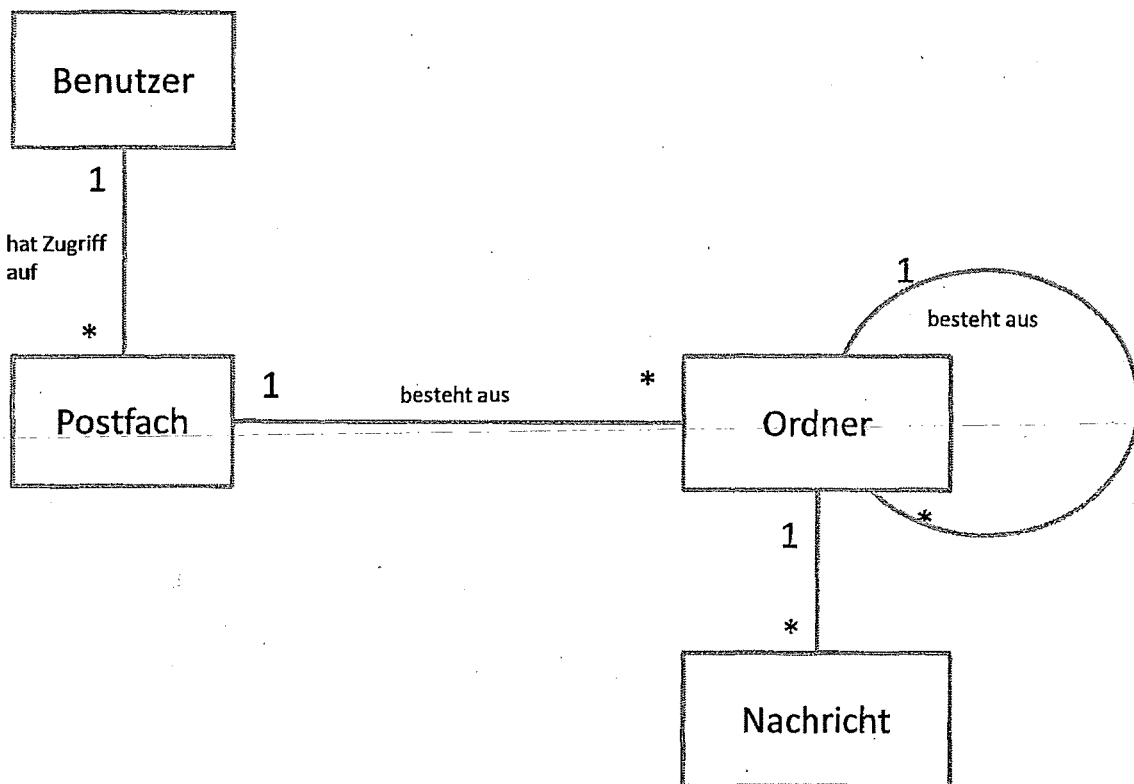 Benutzer
1
hat Zugriff
auf
*
Postfach
1
besteht aus
*
Ordner
1
besteht aus
*
1
*
Nachricht